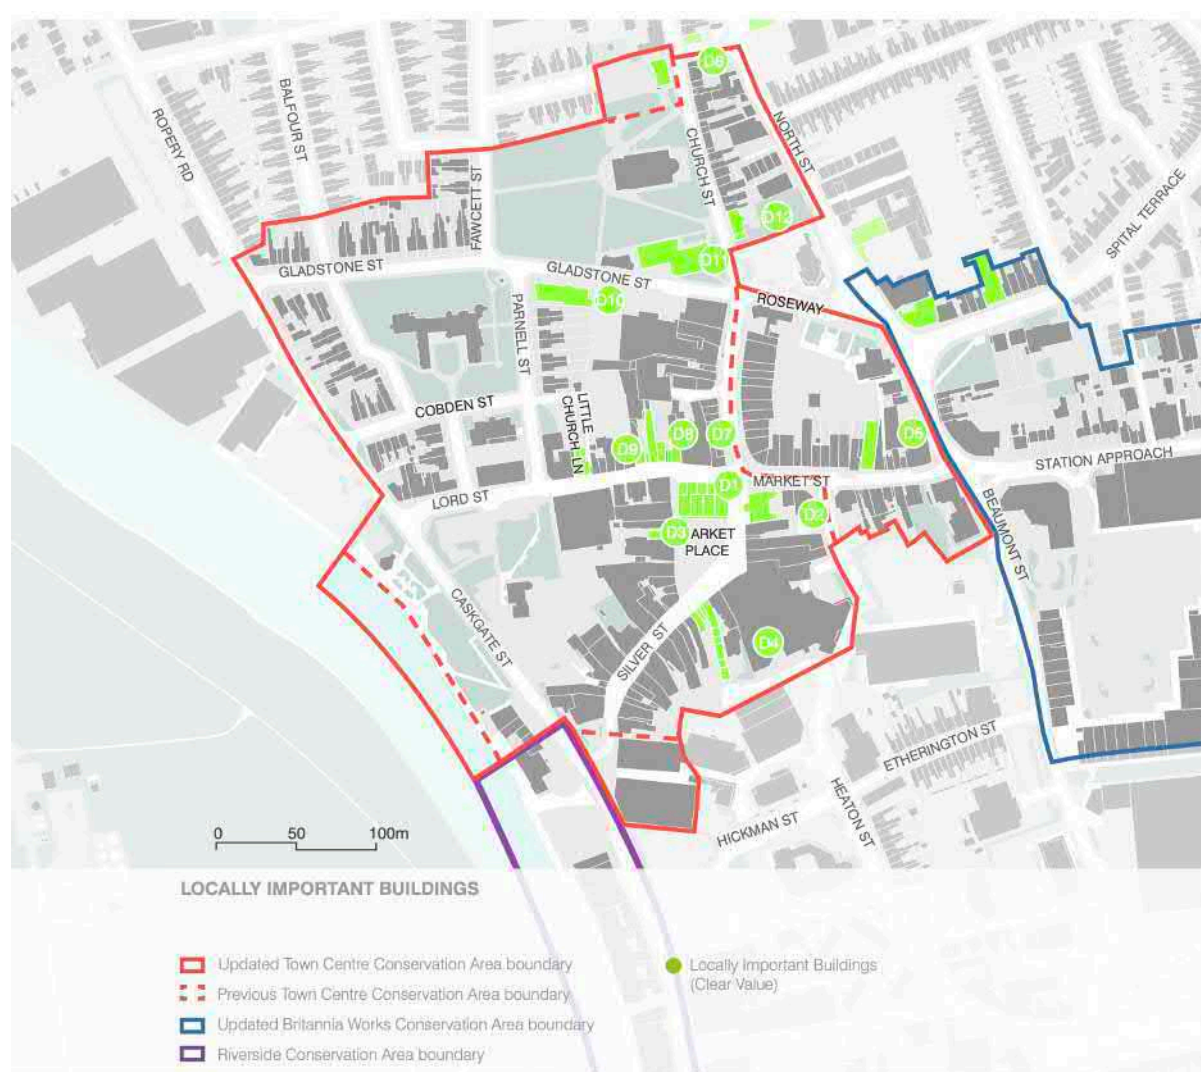 D6
BALFOUR ST
ROPERY RD
NORTH ST
CHURCH ST
FAWCETT ST
D12
SPITAL TERRACE
GLADSTONE ST
GLADSTONE ST
D11
D10
ROSEWAY
PARNELL ST
COBDEN ST
LITTLE
CHURCH LN
D9
D8
D7
D5
STATION APPROACH
LORD ST
D1
MARKET ST
BEAUMONT ST
D2
D3
ARKET
PLACE
CASKGATE ST
SILVER ST
D4
ETHERINGTON ST
HEATON ST
HICKMAN ST
0 50 100m
LOCALLY IMPORTANT BUILDINGS
Updated Town Centre Conservation Area boundary
Previous Town Centre Conservation Area boundary
Updated Britannia Works Conservation Area boundary
Riverside Conservation Area boundary
Locally Important Buildings
(Clear Value)